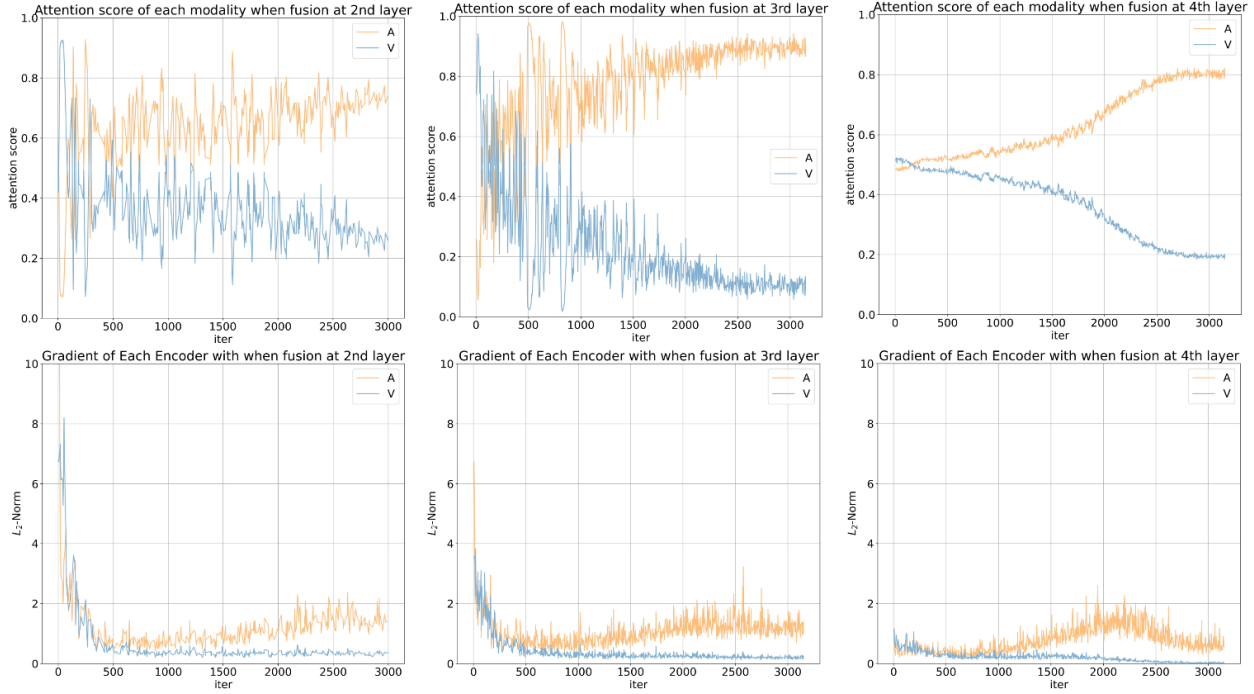 Attention score of each modality when fusion at 2nd layer
1.0
0.8
0.6
0.4
0.2
0.0
attention score
A
V
0
500
1000
1500
2000
2500
3000
iter
Attention score of each modality when fusion at 3rd layer
1.0
0.8
0.6
0.4
0.2
0.0
attention score
A
V
0
500
1000
1500
2000
2500
3000
iter
Attention score of each modality when fusion at 4th layer
1.0
0.8
0.6
0.4
0.2
0.0
attention score
A
V
0
500
1000
1500
2000
2500
3000
iter
Gradient of Each Encoder with when fusion at 2nd layer
10
8
6
4
2
0
L₂-Norm
A
V
0
500
1000
1500
2000
2500
3000
iter
Gradient of Each Encoder with when fusion at 3rd layer
10
8
6
4
2
0
L₂-Norm
A
V
0
500
1000
1500
2000
2500
3000
iter
Gradient of Each Encoder with when fusion at 4th layer
10
8
6
4
2
0
L₂-Norm
A
V
0
500
1000
1500
2000
2500
3000
iter